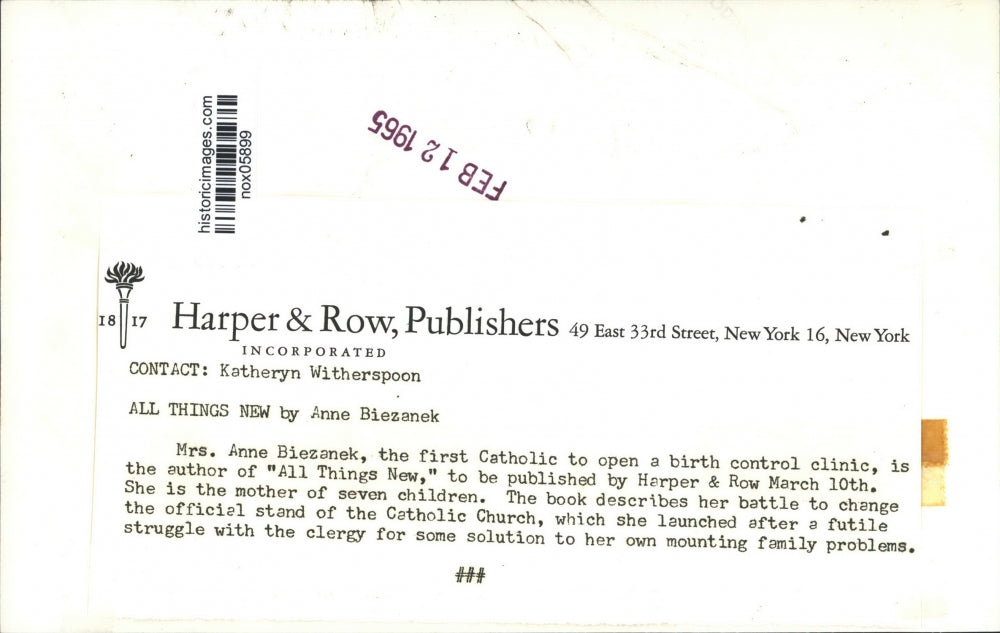 historicimages.com
nox05899
FEB 12 1965
18 17
Harper & Row, Publishers 49 East 33rd Street, New York 16, New York
INCORPORATED
CONTACT: Katheryn Witherspoon
ALL THINGS NEW by Anne Biezanek
Mrs. Anne Biezanek, the first Catholic to open a birth control clinic, is
the author of "All Things New," to be published by Harper & Row March 10th.
She is the mother of seven children. The book describes her battle to change
the official stand of the Catholic Church, which she launched after a futile
struggle with the clergy for some solution to her own mounting family problems.
###